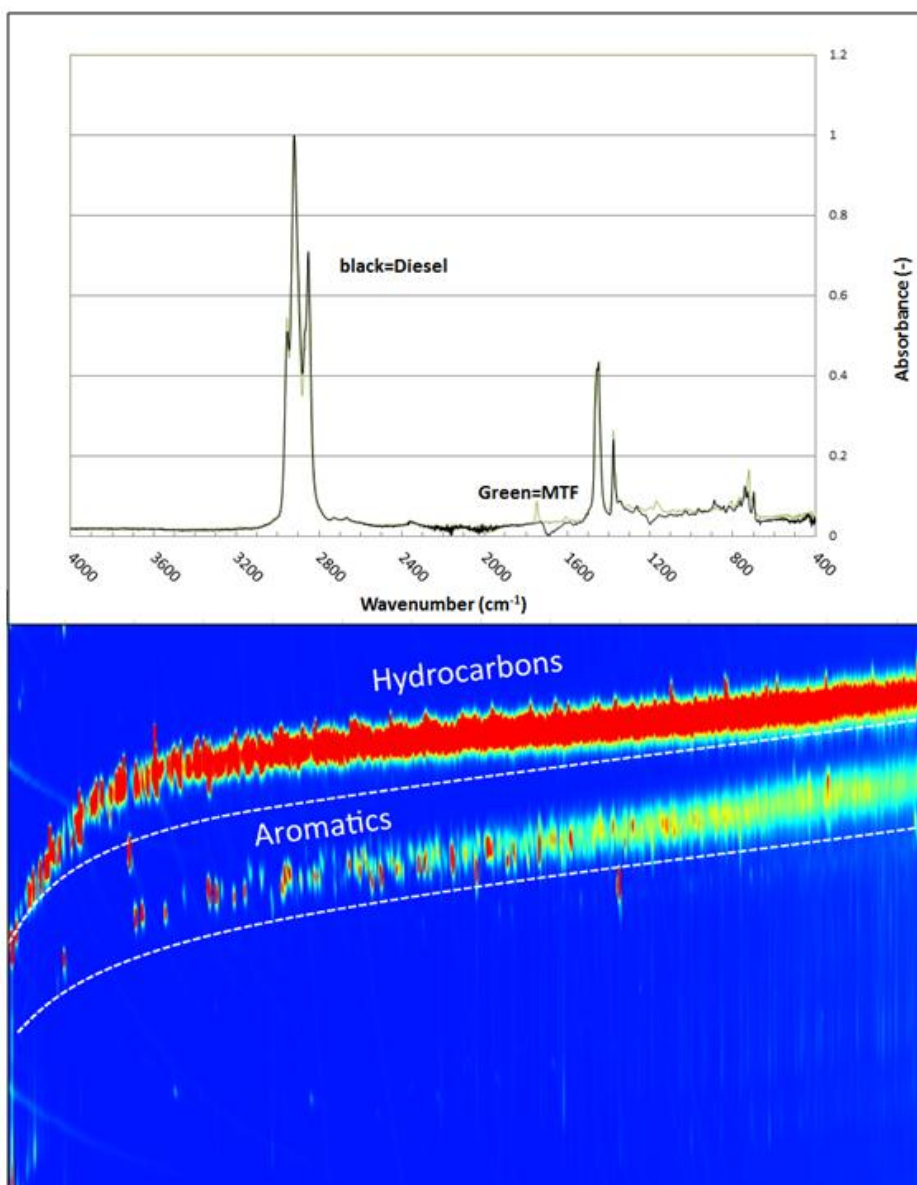 1.2
1
0.8
0.6
0.4
0.2
0
Absorbance (-)
black=Diesel
Green=MTF
4000 3600 3200 2800 2400 2000 1600 1200 800 400
Wavenumber (cm⁻¹)
Hydrocarbons
Aromatics